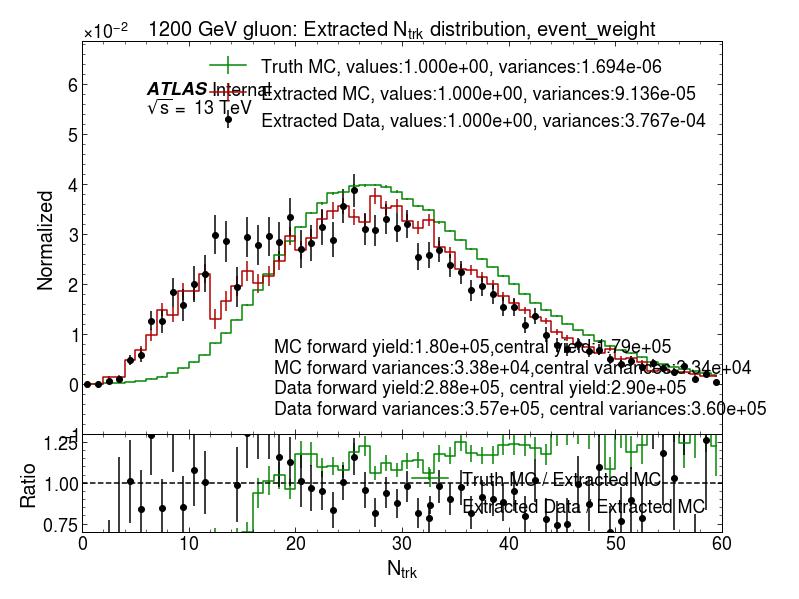 ×10⁻²
1200 GeV gluon: Extracted Ntrk distribution, event_weight
Truth MC, values:1.000e+00, variances:1.694e-06
ATLAS Internal
Extracted MC, values:1.000e+00, variances:9.136e-05
√s = 13 TeV
Extracted Data, values:1.000e+00, variances:3.767e-04
Normalized
6
5
4
3
2
1
0
MC forward yield:1.80e+05,central yield:1.79e+05
MC forward variances:3.38e+04,central variances:3.34e+04
Data forward yield:2.88e+05, central yield:2.90e+05
Data forward variances:3.57e+05, central variances:3.60e+05
Ratio
1.25
1.00
0.75
Truth MC / Extracted MC
Extracted Data / Extracted MC
0 10 20 30 40 50 60
Ntrk